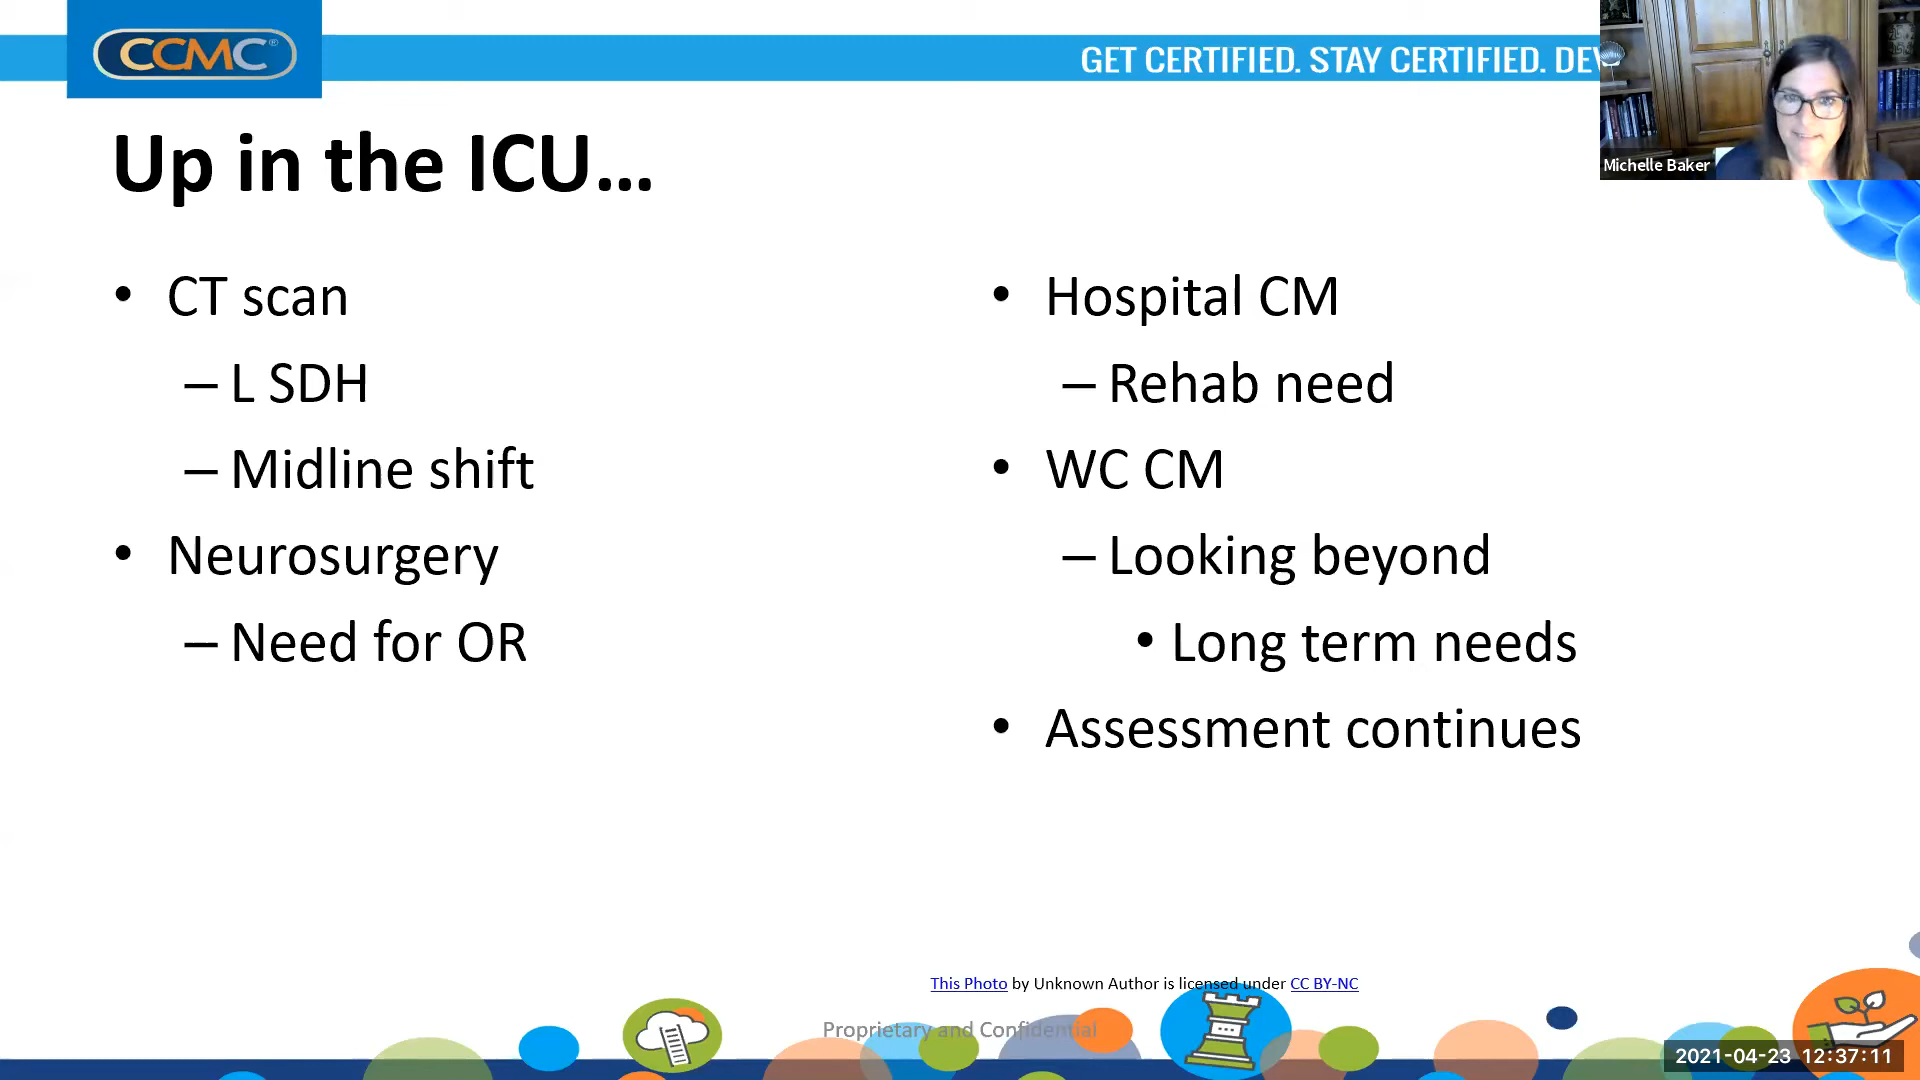 CCMC®
GET CERTIFIED. STAY CERTIFIED. DEV
Michelle Baker
Up in the ICU...
• CT scan
– L SDH
– Midline shift
• Neurosurgery
– Need for OR
• Hospital CM
– Rehab need
• WC CM
– Looking beyond
• Long term needs
• Assessment continues
This Photo by Unknown Author is licensed under CC BY-NC
Proprietary and Confidential
2021-04-23 12:37:11